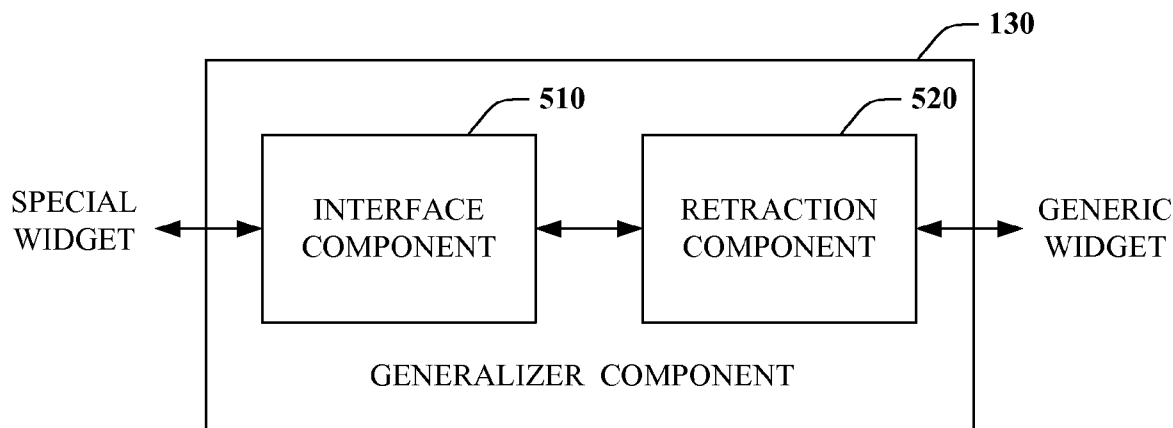 130
510
520
SPECIAL
WIDGET
INTERFACE
COMPONENT
RETRACTION
COMPONENT
GENERIC
WIDGET
GENERALIZER COMPONENT